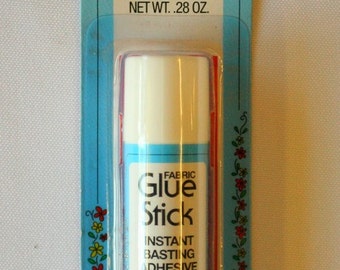 NET WT. .28 OZ.
FABRIC
Glue
Stick
INSTANT
BASTING
ADHESIVE